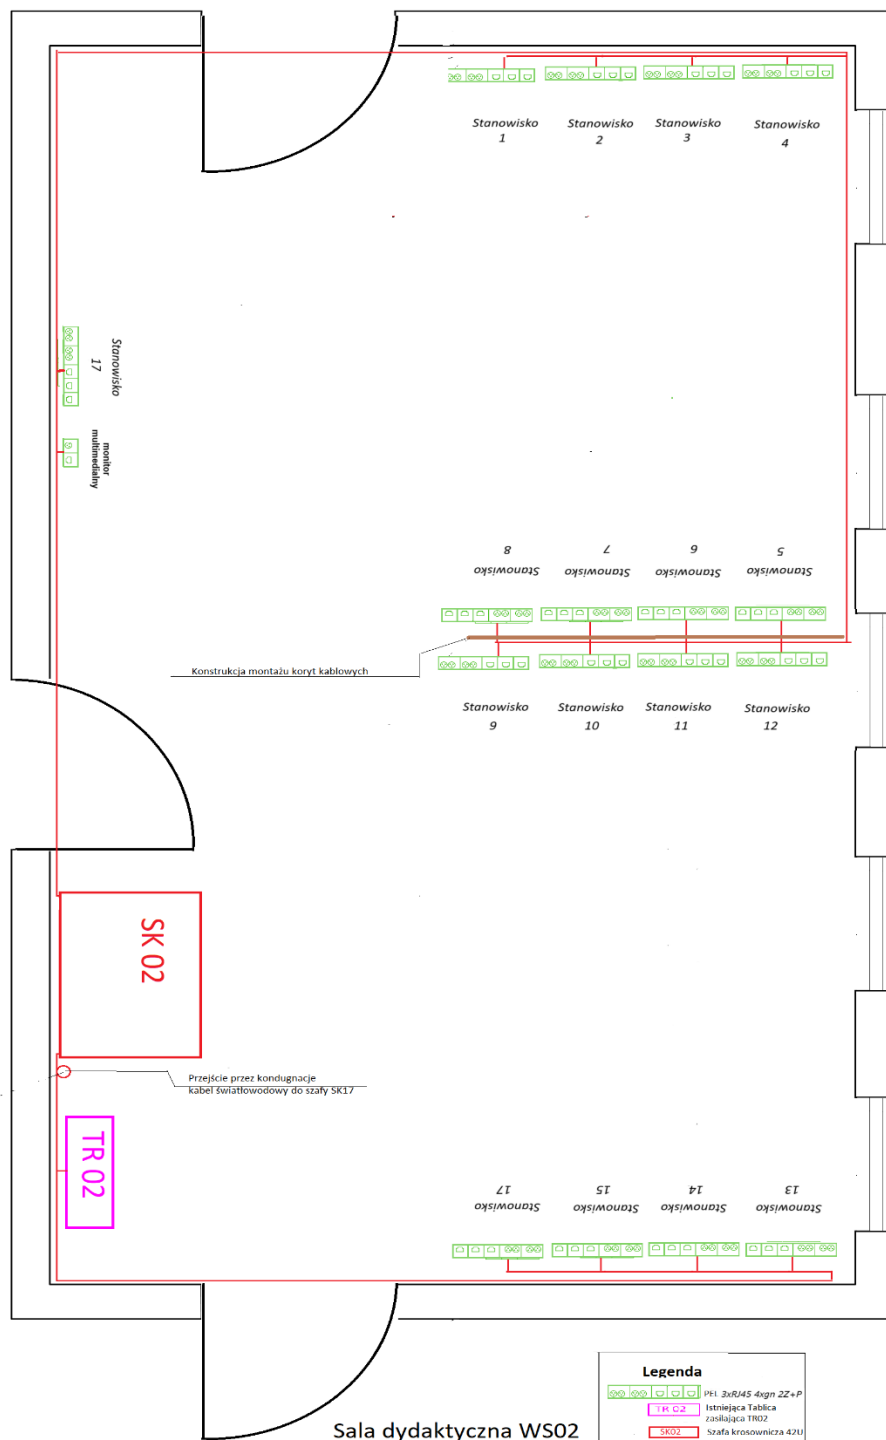 Stanowisko
1
Stanowisko
2
Stanowisko
3
Stanowisko
4
Stanowisko
17
monitor
multimedialny
Stanowisko
8
Stanowisko
7
Stanowisko
6
Stanowisko
5
Konstrukcja montażu koryt kablowych
Stanowisko
9
Stanowisko
10
Stanowisko
11
Stanowisko
12
SK 02
Przejście przez kondugnacje
kabel światłowodowy do szafy SK17
TR 02
Stanowisko
17
Stanowisko
15
Stanowisko
14
Stanowisko
13
Legenda
PEL 3xRJ45 4xgn 2Z+P
TR 02 Istniejąca Tablica
zasilająca TR02
SK02 Szafa krosownicza 42U
Sala dydaktyczna WS02